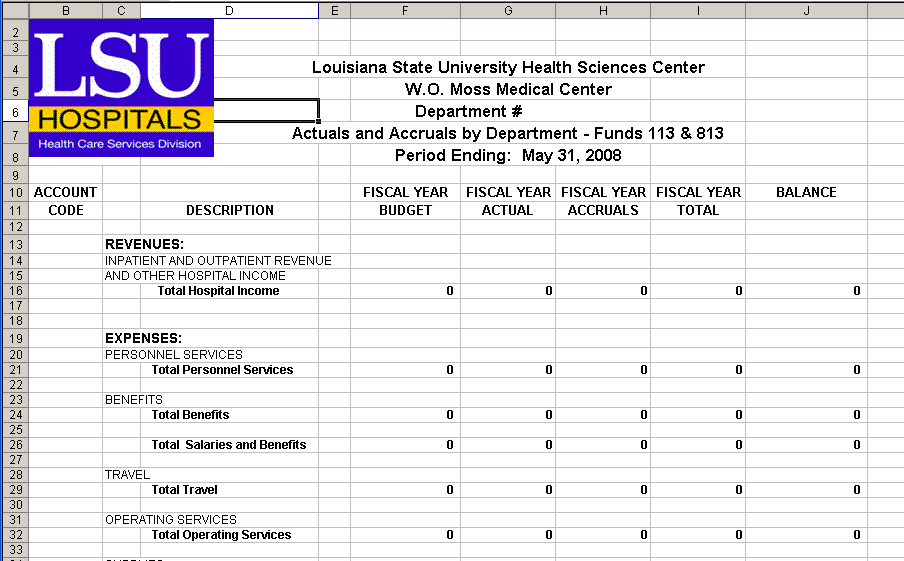 B C D E F G H I J
2
3
4 Louisiana State University Health Sciences Center
5 W.O. Moss Medical Center
6 Department #
7 Actuals and Accruals by Department - Funds 113 & 813
8 Period Ending: May 31, 2008
LSU
HOSPITALS
Health Care Services Division
9
10 ACCOUNT FISCAL YEAR FISCAL YEAR FISCAL YEAR FISCAL YEAR BALANCE
11 CODE DESCRIPTION BUDGET ACTUAL ACCRUALS TOTAL
12
13 REVENUES:
14 INPATIENT AND OUTPATIENT REVENUE
15 AND OTHER HOSPITAL INCOME
16 Total Hospital Income 0 0 0 0 0
17
18
19 EXPENSES:
20 PERSONNEL SERVICES
21 Total Personnel Services 0 0 0 0 0
22
23 BENEFITS
24 Total Benefits 0 0 0 0 0
25
26 Total Salaries and Benefits 0 0 0 0 0
27
28 TRAVEL
29 Total Travel 0 0 0 0 0
30
31 OPERATING SERVICES
32 Total Operating Services 0 0 0 0 0
33